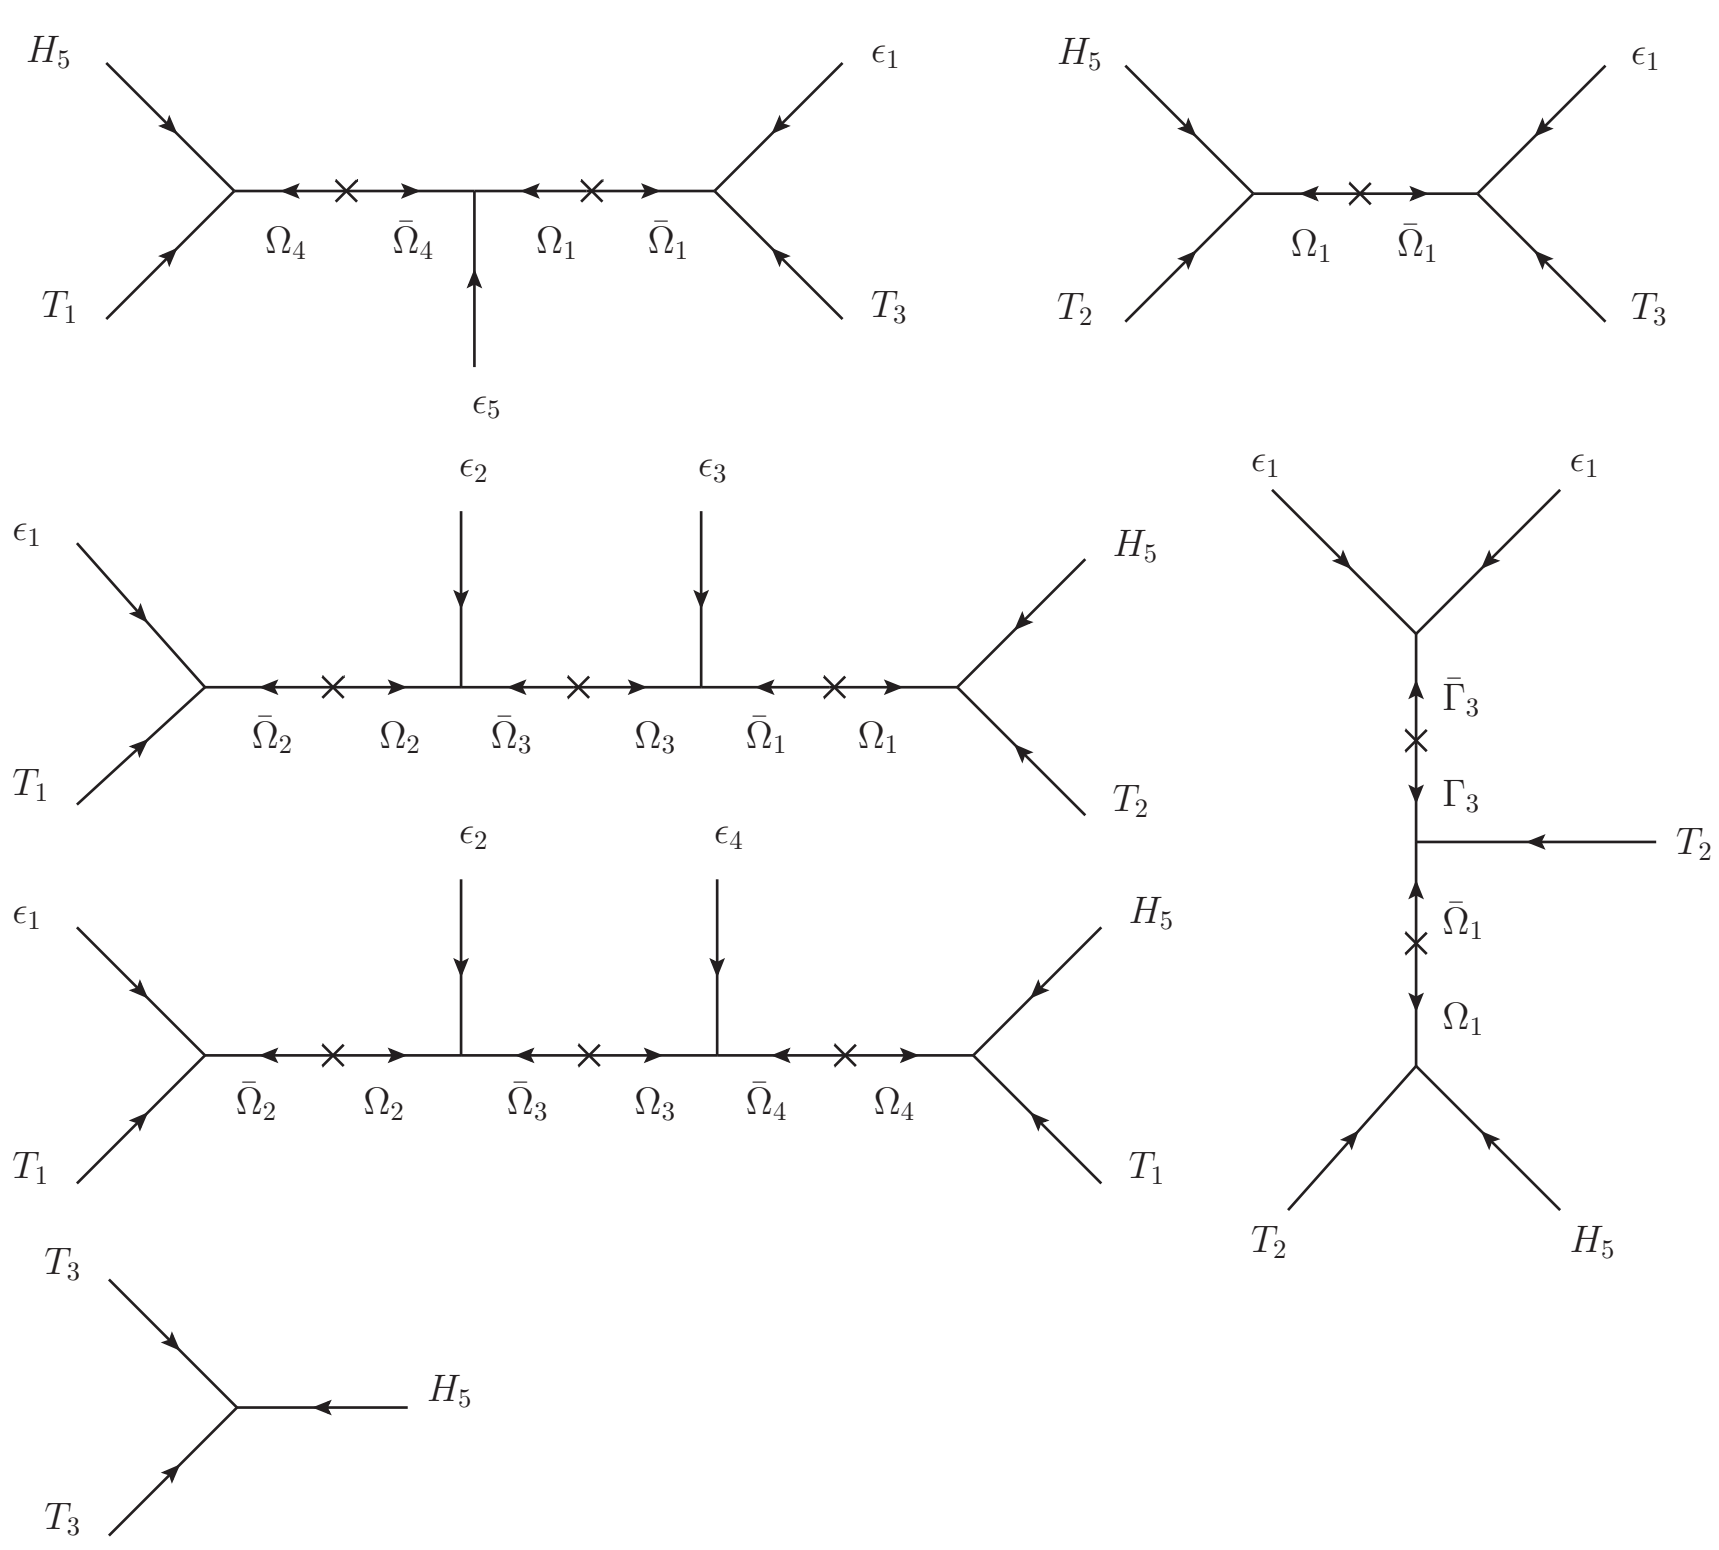 H₅ ϵ₁ H₅ ϵ₁
Ω₄ Ω̄₄ Ω₁ Ω̄₁ Ω₁ Ω̄₁
T₁ T₃ T₂ T₃
ϵ₅
ϵ₂ ϵ₃ ϵ₁ ϵ₁
ϵ₁ H₅
Γ̄₃
Ω̄₂ Ω₂ Ω̄₃ Ω₃ Ω̄₁ Ω₁
T₁ T₂ Γ₃
ϵ₂ ϵ₄ T₂
ϵ₁ H₅ Ω̄₁
Ω₁
Ω̄₂ Ω₂ Ω̄₃ Ω₃ Ω̄₄ Ω₄
T₁ T₁
T₂ H₅
T₃
H₅
T₃